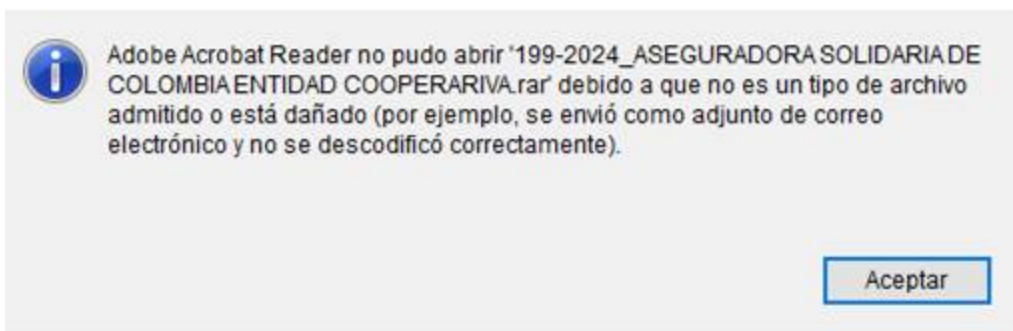 Adobe Acrobat Reader no pudo abrir '199-2024_ASEGURADORA SOLIDARIA DE
COLOMBIA ENTIDAD COOPERARIVA.rar' debido a que no es un tipo de archivo
admitido o está dañado (por ejemplo, se envió como adjunto de correo
electrónico y no se descodificó correctamente).
Aceptar